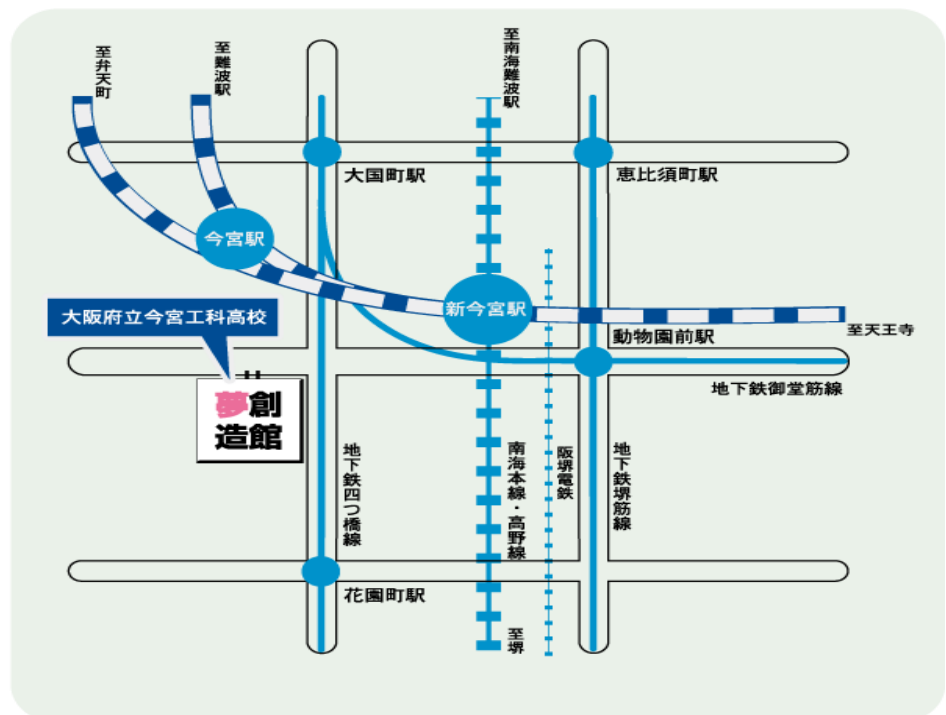 至弁天町
至難波駅
至南海難波駅
大国町駅
恵比須町駅
今宮駅
新今宮駅
大阪府立今宮工科高校
動物園前駅
至天王寺
地下鉄御堂筋線
夢創
造館
地下鉄四つ橋線
南海本線・高野線
阪堺電鉄
地下鉄堺筋線
花園町駅
至堺